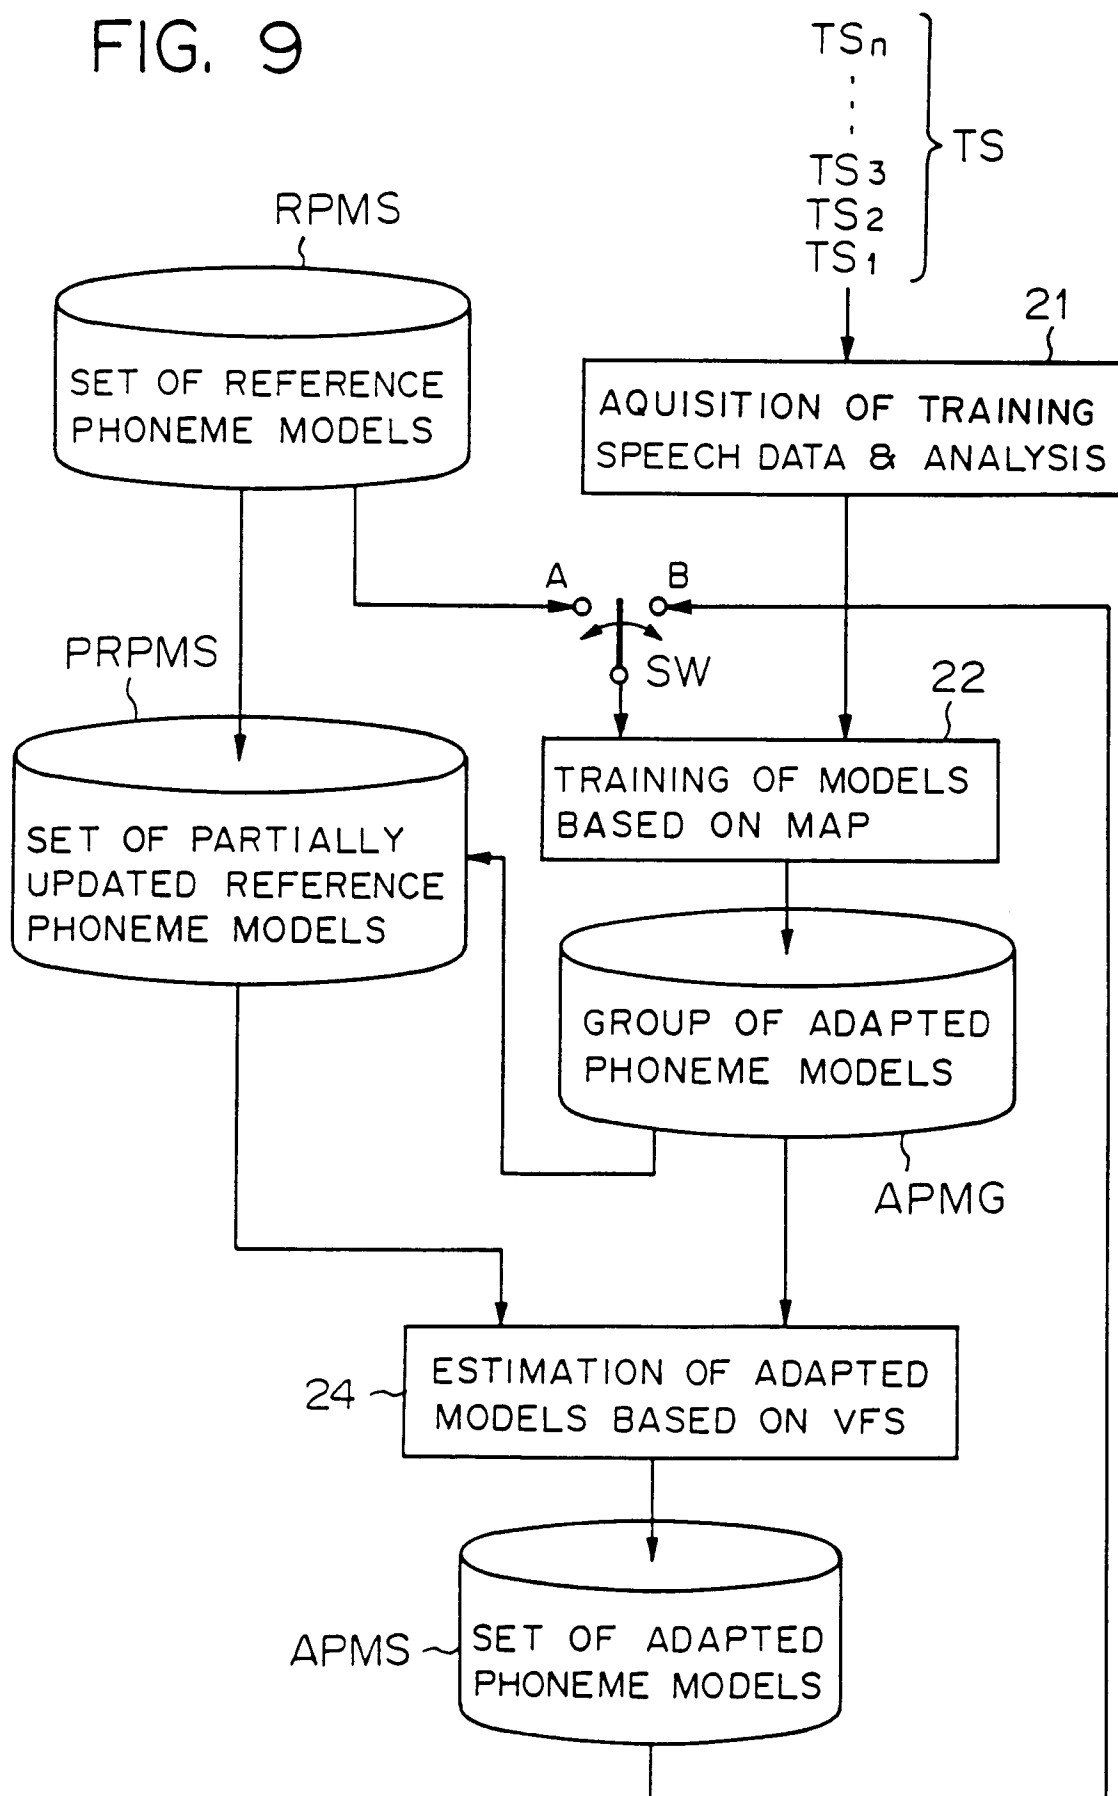 FIG. 9
TSn
TS3
TS2
TS1
TS
RPMS
SET OF REFERENCE
PHONEME MODELS
21
AQUISITION OF TRAINING
SPEECH DATA & ANALYSIS
A
B
SW
PRPMS
SET OF PARTIALLY
UPDATED REFERENCE
PHONEME MODELS
22
TRAINING OF MODELS
BASED ON MAP
GROUP OF ADAPTED
PHONEME MODELS
APMG
24
ESTIMATION OF ADAPTED
MODELS BASED ON VFS
APMS
SET OF ADAPTED
PHONEME MODELS